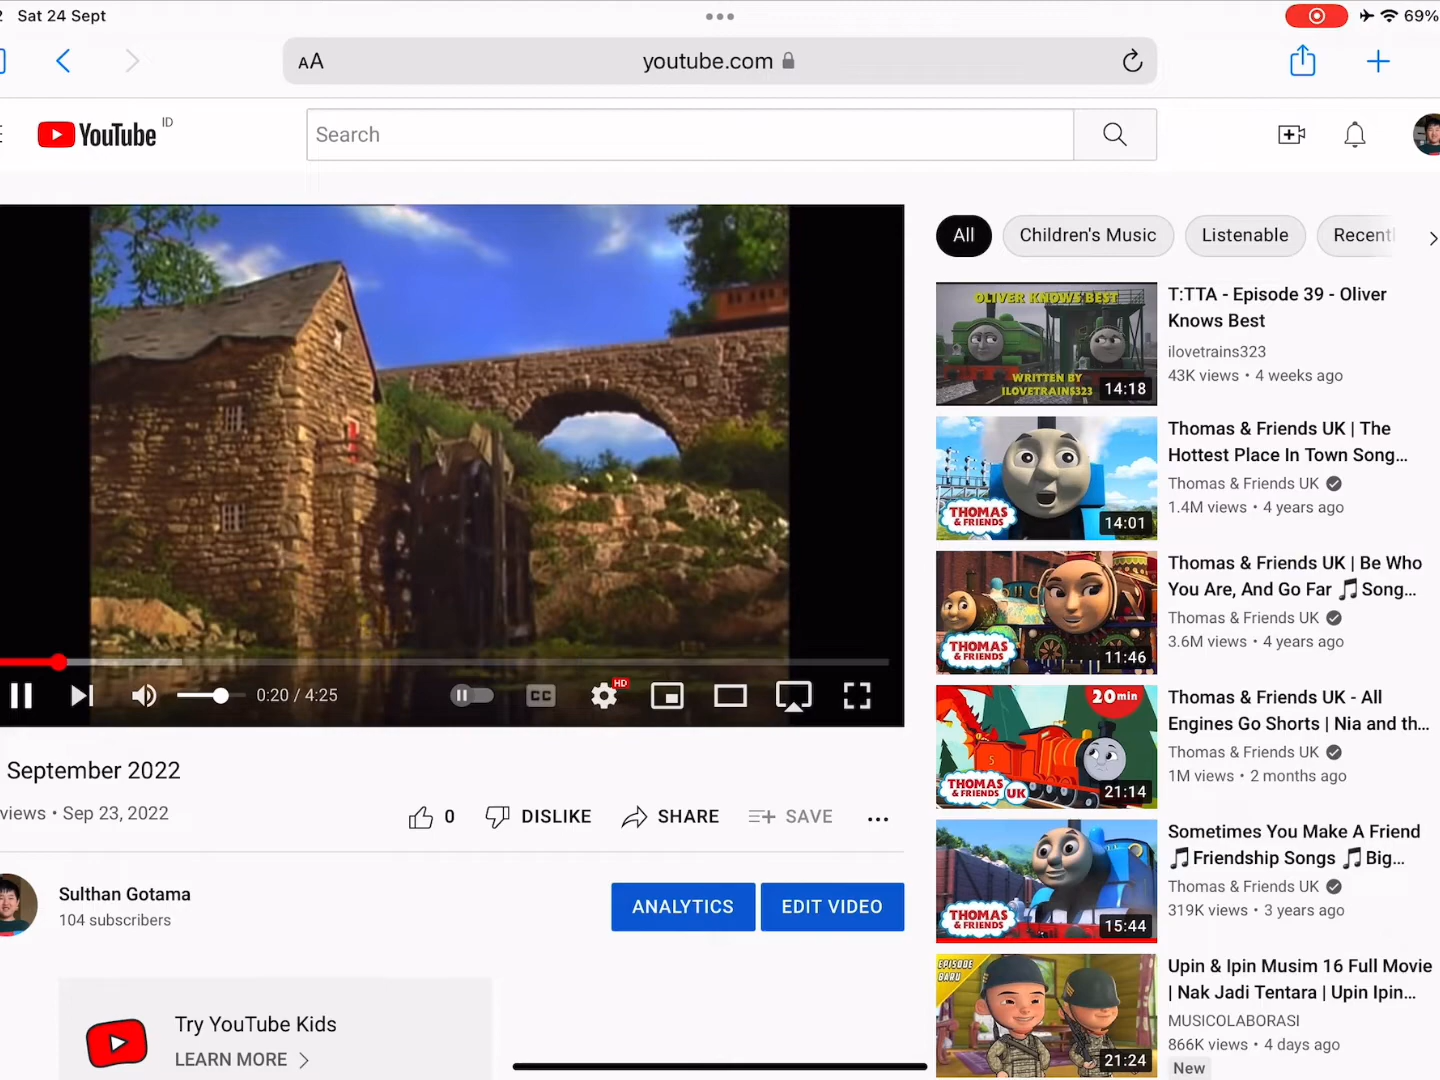 2 Sat 24 Sept
69%
AA
youtube.com
YouTube ID
Search
All
Children's Music
Listenable
Recentl
OLIVER KNOWS BEST
WRITTEN BY
ILOVETRAINS323
14:18
T:TTA - Episode 39 - Oliver
Knows Best
ilovetrains323
43K views • 4 weeks ago
THOMAS
& FRIENDS
14:01
Thomas & Friends UK | The
Hottest Place In Town Song...
Thomas & Friends UK
1.4M views • 4 years ago
THOMAS
& FRIENDS
11:46
Thomas & Friends UK | Be Who
You Are, And Go Far 🎵Song...
Thomas & Friends UK
3.6M views • 4 years ago
20min
5
THOMAS
& FRIENDS UK
21:14
Thomas & Friends UK - All
Engines Go Shorts | Nia and th...
Thomas & Friends UK
1M views • 2 months ago
THOMAS
& FRIENDS
15:44
Sometimes You Make A Friend
🎵Friendship Songs 🎵Big...
Thomas & Friends UK
319K views • 3 years ago
EPISODE
BARU
21:24
Upin & Ipin Musim 16 Full Movie
| Nak Jadi Tentara | Upin Ipin...
MUSICOLABORASI
866K views • 4 days ago
New
0:20 / 4:25
CC
HD
September 2022
views • Sep 23, 2022
0
DISLIKE
SHARE
SAVE
Sulthan Gotama
104 subscribers
ANALYTICS
EDIT VIDEO
Try YouTube Kids
LEARN MORE